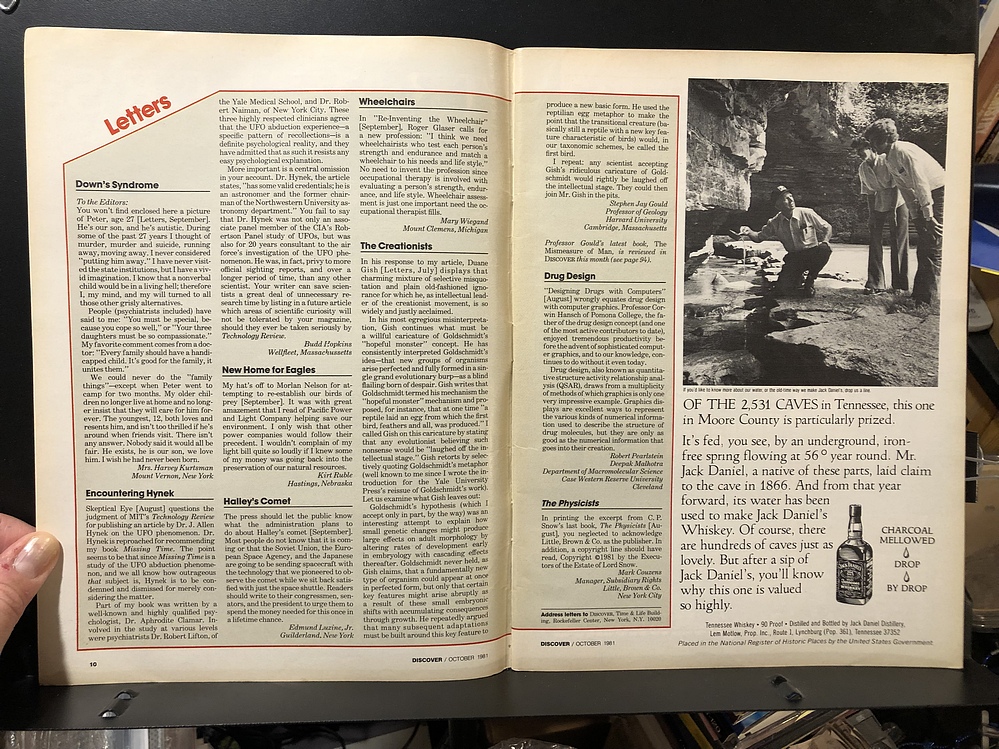 Letters
Down's Syndrome
To the Editors:
You won't find enclosed here a picture
of Peter, age 27 [Letters, September].
He's our son, and he's autistic. During
some of the past 27 years I thought of
murder, murder and suicide, running
away, moving away. I never considered
"putting him away." I have never visit-
ed the state institutions, but I have a viv-
id imagination. I know that a nonverbal
child would be in a living hell; therefore
I, my mind, and my will turned to all
those other grisly alternatives.
People (psychiatrists included) have
said to me: "You must be special, be-
cause you cope so well," or "Your three
daughters must be so compassionate."
My favorite comment comes from a doc-
tor: "Every family should have a handi-
capped child. It's good for the family, it
unites them."
We could never do the "family
things"—except when Peter went to
camp for a few weeks. My older chil-
dren no longer live at home and no long-
er insist that they will care for him for-
ever. The youngest, 12, both loves and
resents him, and isn't too thrilled if he's
around when friends visit. There isn't
any answer. Nobody said it would be all
fair. He exists, he is our son, we love
him. I wish he had never been born.
Mrs. Harvey Kurtsman
Mount Vernon, New York
Encountering Hynek
Skeptical Eye [August] questions the
judgment of MIT's Technology Review
for publishing an article by Dr. J. Allen
Hynek on the UFO phenomenon. Dr.
Hynek is reproached for recommending
my book Missing Time. The point
seems to be that since Missing Time is a
study of the UFO abduction phenome-
non, and we all know how outrageous
that subject is, Hynek is to be con-
demned and dismissed for merely con-
sidering the matter.
Part of my book was written by a
well-known and highly qualified psy-
chologist, Dr. Aphrodite Clamar. In-
volved in the study at various levels
were psychiatrists Dr. Robert Lifton, of
the Yale Medical School, and Dr. Rob-
ert Naiman, of New York City. These
three highly respected clinicians agree
that the UFO abduction experience—a
specific pattern of recollections—is a
definite psychological reality, and they
have admitted that as such it resists any
easy psychological explanation.
More important is a central omission
in your account. Dr. Hynek, the article
states, "has some valid credentials; he is
an astronomer and the former chair-
man of the Northwestern University as-
tronomy department." You fail to say
that Dr. Hynek was not only an asso-
ciate panel member of the CIA's Rob-
ertson Panel study of UFOs, but was
also for 20 years consultant to the air
force's investigation of the UFO phe-
nomenon. He was, in fact, privy to more
official sighting reports, and over a
longer period of time, than any other
scientist. Your writer can save scien-
tists a great deal of unnecessary re-
search time by listing in a future article
which areas of scientific curiosity will
not be tolerated by your magazine,
should they ever be taken seriously by
Technology Review.
Budd Hopkins
Wellfleet, Massachusetts
New Home for Eagles
My hat's off to Morlan Nelson for at-
tempting to re-establish our birds of
prey [September]. It was with great
amazement that I read of Pacific Power
and Light Company helping save our
environment. I only wish that other
power companies would follow their
precedent. I wouldn't complain of my
light bill quite so loudly if I knew some
of my money was going back into the
preservation of our natural resources.
Kirt Ruble
Hastings, Nebraska
Halley's Comet
The press should let the public know
what the administration plans to
do about Halley's comet [September].
Most people do not know that it is com-
ing or that the Soviet Union, the Euro-
pean Space Agency, and the Japanese
are going to be sending spacecraft with
the technology that we pioneered to ob-
serve the comet while we sit back satis-
fied with just the space shuttle. Readers
should write to their congressmen, sen-
ators, and the president to urge them to
spend the money needed for this once in
a lifetime chance.
Edmund Luzine, Jr.
Guilderland, New York
Wheelchairs
In "Re-Inventing the Wheelchair"
[September], Roger Glaser calls for
a new profession: "I think we need
wheelchairists who test each person's
strength and endurance and match a
wheelchair to his needs and life style."
No need to invent the profession since
occupational therapy is involved with
evaluating a person's strength, endur-
ance, and life style. Wheelchair assess-
ment is just one important need the oc-
cupational therapist fills.
Mary Wiegand
Mount Clemens, Michigan
The Creationists
In his response to my article, Duane
Gish [Letters, July] displays that
mixture of selective misquo-
tation and plain old-fashioned igno-
rance for which he, as intellectual lead-
er of the creationist movement, is so
widely and justly acclaimed.
In his most egregious misinterpreta-
tion, Gish continues what must be
a willful caricature of Goldschmidt's
"hopeful monster" concept. He has
consistently interpreted Goldschmidt's
idea—that new groups of organisms
arise perfected and fully formed in a sin-
gle grand evolutionary burp—as a blind
flailing born of despair. Gish writes that
Goldschmidt termed his mechanism the
"hopeful monster" mechanism and pro-
posed, for instance, that at one time "a
reptile laid an egg from which the first
bird, feathers and all, was produced." I
called Gish on this caricature by stating
that any evolutionist believing such
nonsense would be "laughed off the in-
tellectual stage." Gish retorts by selec-
tively quoting Goldschmidt's metaphor
(well known to me since I wrote the in-
troduction for the Yale University
Press's reissue of Goldschmidt's work).
Let us examine what Gish leaves out:
Goldschmidt's hypothesis (which I
accept only in part, by the way) was an
interesting attempt to explain how
small genetic changes might produce
large effects on adult morphology by
altering rates of development early
in embryology with cascading effects
thereafter. Goldschmidt never held, as
Gish claims, that a fundamentally new
type of organism could appear at once
in perfected form, but only that certain
key features might arise abruptly as
a result of these small embryonic
shifts with accumulating consequences
through growth. He repeatedly argued
that many subsequent adaptations
must be built around this key feature to
10
DISCOVER / OCTOBER 1981
produce a new basic form. He used the
reptilian egg metaphor to make the
point that the transitional creature (ba-
sically still a reptile with a new key fea-
ture characteristic of birds) would, in
our taxonomic schemes, be called the
first bird.
I repeat: any scientist accepting
Gish's ridiculous caricature of Gold-
schmidt would rightly be laughed off
the intellectual stage. They could then
join Mr. Gish in the pits.
Stephen Jay Gould
Professor of Geology
Harvard University
Cambridge, Massachusetts
Professor Gould's latest book, The
Mismeasure of Man, is reviewed in
DISCOVER this month (see page 94).
Drug Design
"Designing Drugs with Computers"
[August] wrongly equates drug design
with computer graphics. Professor Cor-
win Hansch of Pomona College, the fa-
ther of the drug design concept (and one
of the most active contributors to date),
enjoyed tremendous productivity be-
fore the advent of sophisticated comput-
er graphics, and to our knowledge, con-
tinues to do without it even today.
Drug design, also known as quantita-
tive structure activity relationship anal-
ysis (QSAR), draws from a multiplicity
of methods of which graphics is only one
very impressive example. Graphics dis-
plays are excellent ways to represent
the various kinds of numerical informa-
tion used to describe the structure of
drug molecules, but they are only as
good as the numerical information that
goes into their creation.
Robert Pearlstein
Deepak Malhotra
Department of Macromolecular Science
Case Western Reserve University
Cleveland
The Physicists
In printing the excerpt from C.P.
Snow's last book, The Physicists [Au-
gust], you neglected to acknowledge
Little, Brown & Co. as the publisher. In
addition, a copyright line should have
read, Copyright ©1981 by the Execu-
tors of the Estate of Lord Snow.
Mark Couzens
Manager, Subsidiary Rights
Little, Brown & Co.
New York City
Address letters to DISCOVER, Time & Life Build-
ing, Rockefeller Center, New York, N.Y. 10020
DISCOVER / OCTOBER 1981
If you'd like to know more about our water, or the old-time way we make Jack Daniel's, drop us a line.
OF THE 2,531 CAVES in Tennessee, this one
in Moore County is particularly prized.
It's fed, you see, by an underground, iron-
free spring flowing at 56° year round. Mr.
Jack Daniel, a native of these parts, laid claim
to the cave in 1866. And from that year
forward, its water has been
used to make Jack Daniel's
Whiskey. Of course, there
are hundreds of caves just as
lovely. But after a sip of
Jack Daniel's, you'll know
why this one is valued
so highly.
CHARCOAL
MELLOWED
DROP
BY DROP
Tennessee Whiskey • 90 Proof • Distilled and Bottled by Jack Daniel Distillery,
Lem Motlow, Prop. Inc., Route 1, Lynchburg (Pop. 361), Tennessee 37352
Placed in the National Register of Historic Places by the United States Government.